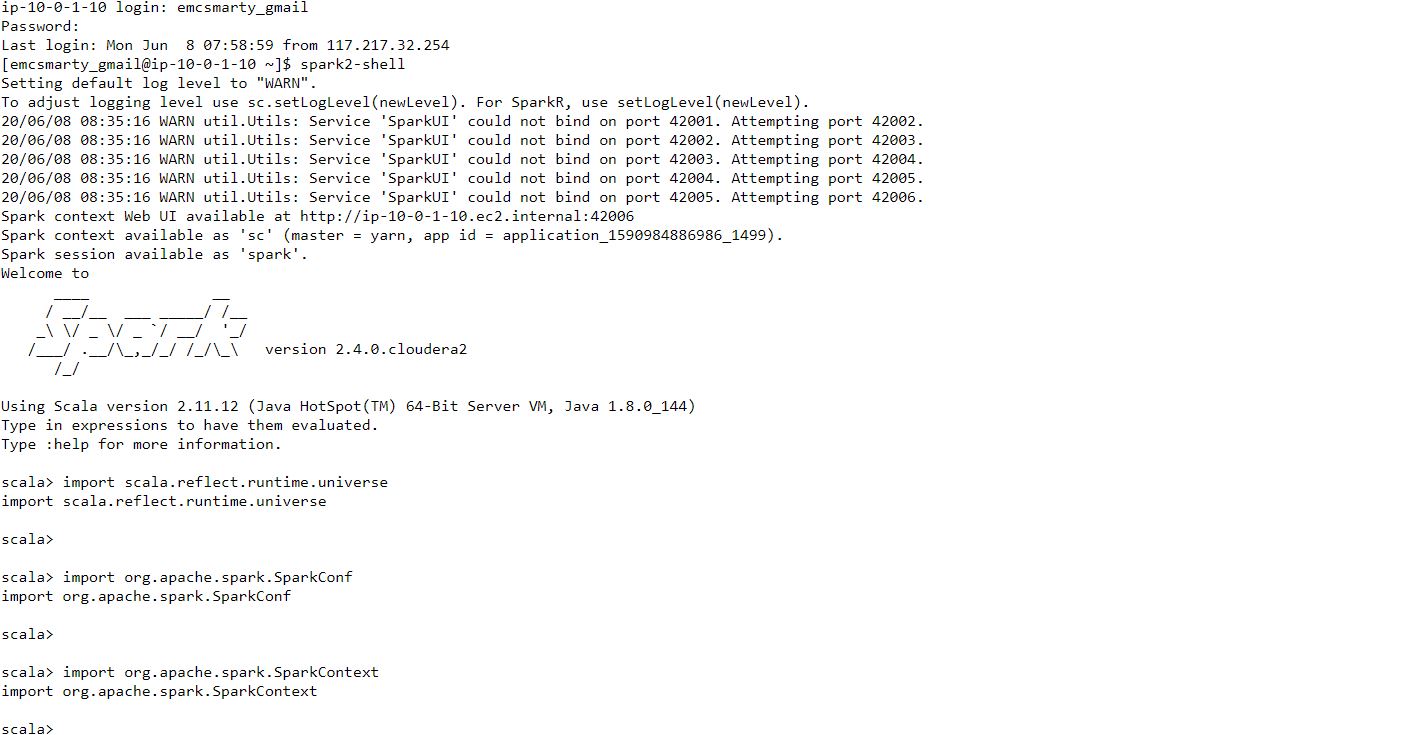 ip-10-0-1-10 login: emcsmarty_gmail
Password:
Last login: Mon Jun  8 07:58:59 from 117.217.32.254
[emcsmarty_gmail@ip-10-0-1-10 ~]$ spark2-shell
Setting default log level to "WARN".
To adjust logging level use sc.setLogLevel(newLevel). For SparkR, use setLogLevel(newLevel).
20/06/08 08:35:16 WARN util.Utils: Service 'SparkUI' could not bind on port 42001. Attempting port 42002.
20/06/08 08:35:16 WARN util.Utils: Service 'SparkUI' could not bind on port 42002. Attempting port 42003.
20/06/08 08:35:16 WARN util.Utils: Service 'SparkUI' could not bind on port 42003. Attempting port 42004.
20/06/08 08:35:16 WARN util.Utils: Service 'SparkUI' could not bind on port 42004. Attempting port 42005.
20/06/08 08:35:16 WARN util.Utils: Service 'SparkUI' could not bind on port 42005. Attempting port 42006.
Spark context Web UI available at http://ip-10-0-1-10.ec2.internal:42006
Spark context available as 'sc' (master = yarn, app id = application_1590984886986_1499).
Spark session available as 'spark'.
Welcome to
      ____              __
     / __/__  ___ _____/ /__
    _\ \/ _ \/ _ `/ __/  '_/
   /___/ .__/\_,_/_/ /_/\_\   version 2.4.0.cloudera2
      /_/
Using Scala version 2.11.12 (Java HotSpot(TM) 64-Bit Server VM, Java 1.8.0_144)
Type in expressions to have them evaluated.
Type :help for more information.
scala> import scala.reflect.runtime.universe
import scala.reflect.runtime.universe
scala>
scala> import org.apache.spark.SparkConf
import org.apache.spark.SparkConf
scala>
scala> import org.apache.spark.SparkContext
import org.apache.spark.SparkContext
scala>